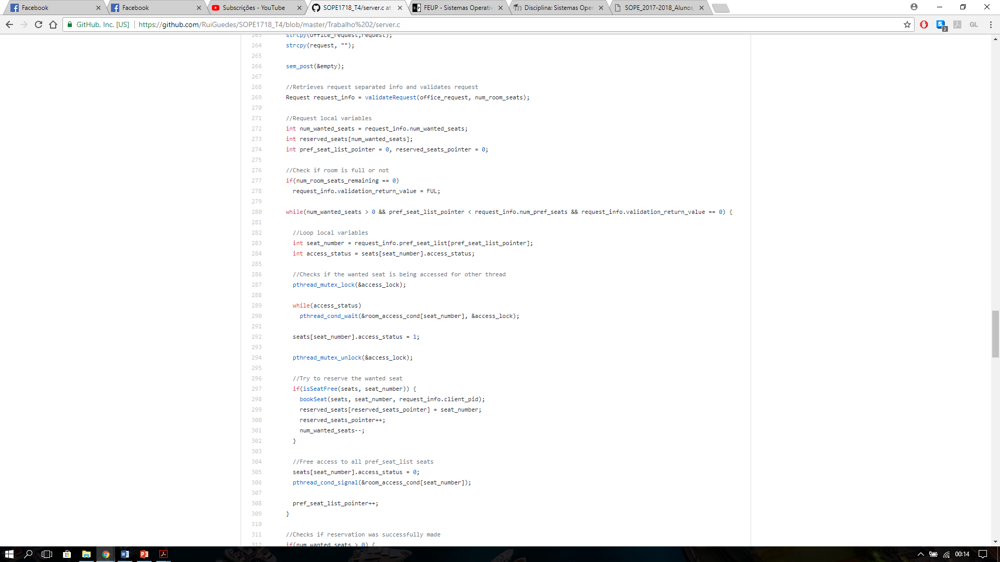 Facebook
Facebook
Subscrições - YouTube
SOPE1718_T4/server.c at
FEUP - Sistemas Operativ
Disciplina: Sistemas Oper
SOPE_2017-2018_Alunos_
GitHub, Inc. [US]
https://github.com/RuiGuedes/SOPE1718_T4/blob/master/Trabalho%202/server.c
2
GL
263 strcpy(office_request,request);
264 strcpy(request, "");
265
266 sem_post(&empty);
267
268 //Retrieves request separated info and validates request
269 Request request_info = validateRequest(office_request, num_room_seats);
270
271 //Request local variables
272 int num_wanted_seats = request_info.num_wanted_seats;
273 int reserved_seats[num_wanted_seats];
274 int pref_seat_list_pointer = 0, reserved_seats_pointer = 0;
275
276 //Check if room is full or not
277 if(num_room_seats_remaining == 0)
278 request_info.validation_return_value = FUL;
279
280 while(num_wanted_seats > 0 && pref_seat_list_pointer < request_info.num_pref_seats && request_info.validation_return_value == 0) {
281
282 //Loop local variables
283 int seat_number = request_info.pref_seat_list[pref_seat_list_pointer];
284 int access_status = seats[seat_number].access_status;
285
286 //Checks if the wanted seat is being accessed for other thread
287 pthread_mutex_lock(&access_lock);
288
289 while(access_status)
290 pthread_cond_wait(&room_access_cond[seat_number], &access_lock);
291
292 seats[seat_number].access_status = 1;
293
294 pthread_mutex_unlock(&access_lock);
295
296 //Try to reserve the wanted seat
297 if(isSeatFree(seats, seat_number)) {
298 bookSeat(seats, seat_number, request_info.client_pid);
299 reserved_seats[reserved_seats_pointer] = seat_number;
300 reserved_seats_pointer++;
301 num_wanted_seats--;
302 }
303
304 //Free access to all pref_seat_list seats
305 seats[seat_number].access_status = 0;
306 pthread_cond_signal(&room_access_cond[seat_number]);
307
308 pref_seat_list_pointer++;
309 }
310
311 //Checks if reservation was successfully made
312 if(num_wanted_seats > 0) {
00:14